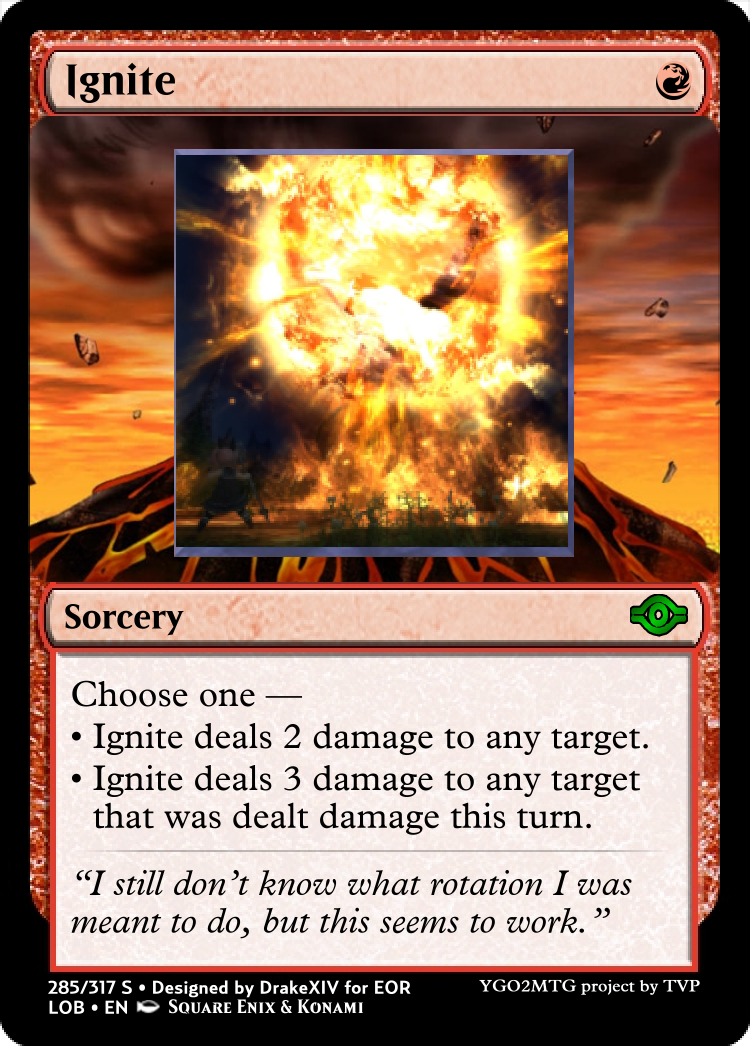 Ignite
Sorcery
Choose one —
• Ignite deals 2 damage to any target.
• Ignite deals 3 damage to any target
that was dealt damage this turn.
“I still don’t know what rotation I was
meant to do, but this seems to work.”
285/317 S • Designed by DrakeXIV for EOR
YGO2MTG project by TVP
LOB • EN SQUARE ENIX & KONAMI